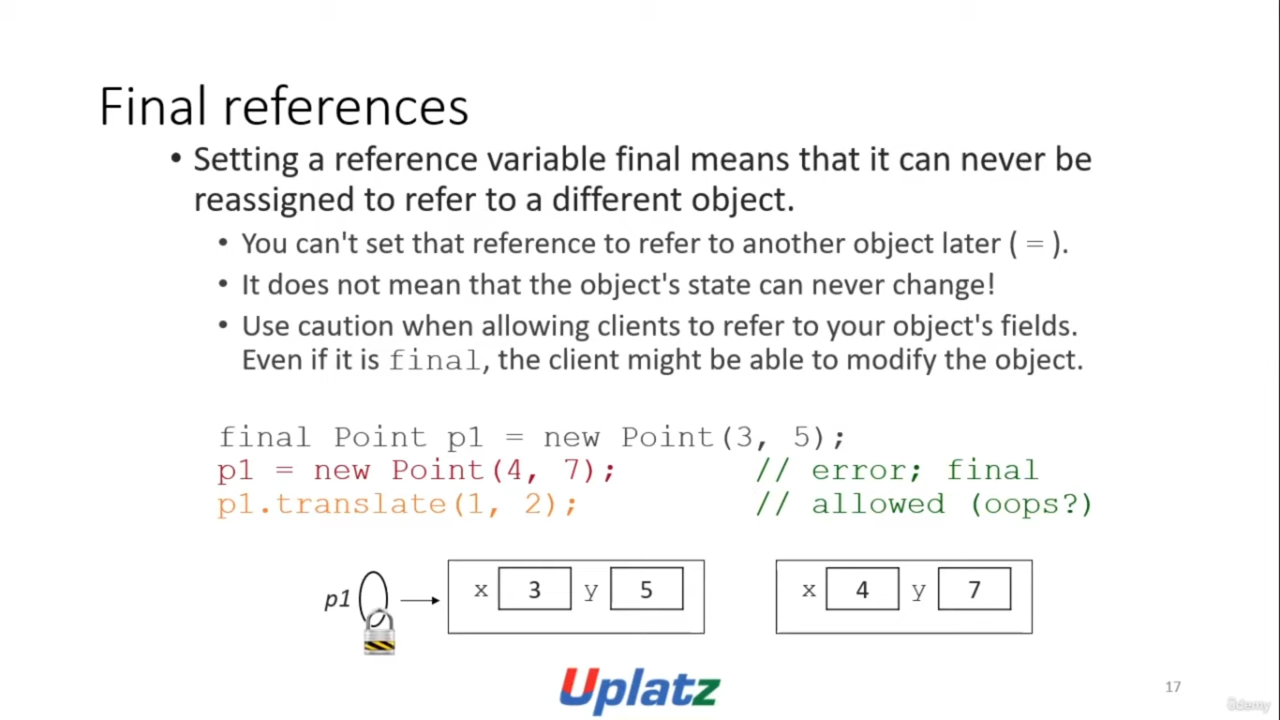 Final references
• Setting a reference variable final means that it can never be
reassigned to refer to a different object.
• You can't set that reference to refer to another object later ( = ).
• It does not mean that the object's state can never change!
• Use caution when allowing clients to refer to your object's fields.
Even if it is final, the client might be able to modify the object.
final Point p1 = new Point(3, 5);
p1 = new Point(4, 7); // error; final
p1.translate(1, 2); // allowed (oops?)
p1 x 3 y 5 x 4 y 7
Uplatz
17
ûdemy